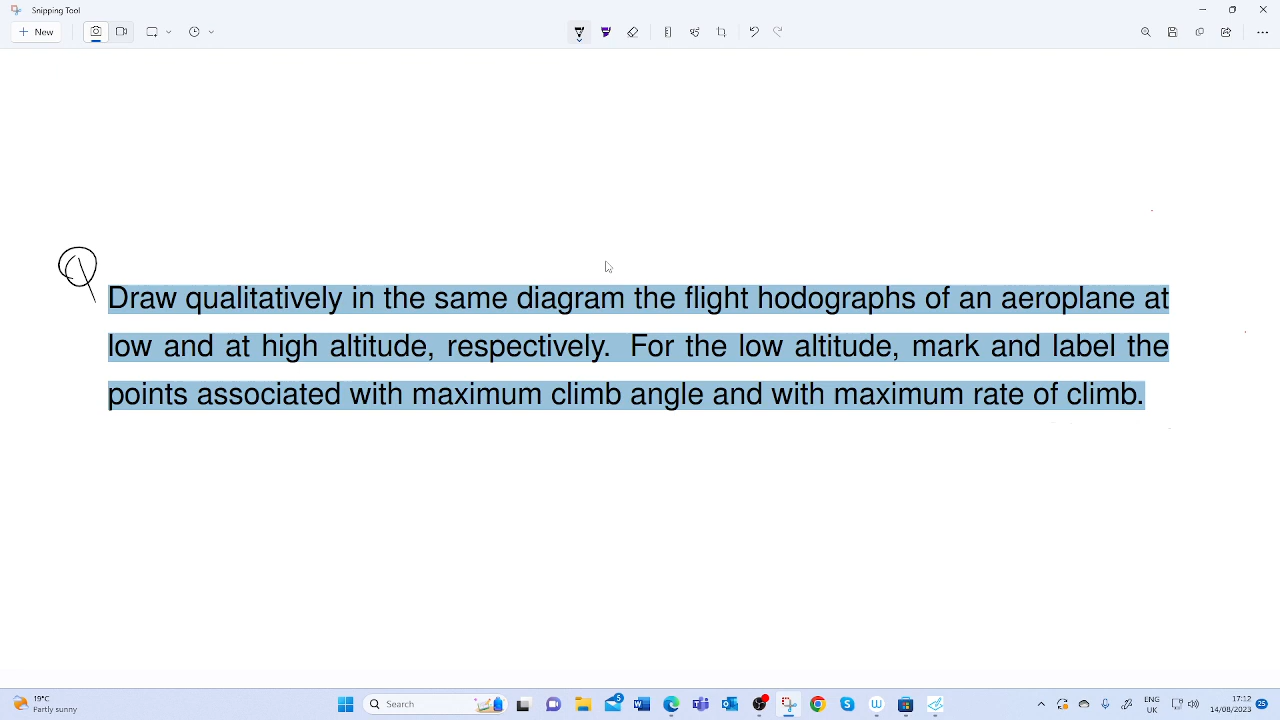 Snipping Tool
New
Q
Draw qualitatively in the same diagram the flight hodographs of an aeroplane at
low and at high altitude, respectively. For the low altitude, mark and label the
points associated with maximum climb angle and with maximum rate of climb.
19°C
Partly sunny
Search
5
ENG
UK
17:12
14/08/2023
25